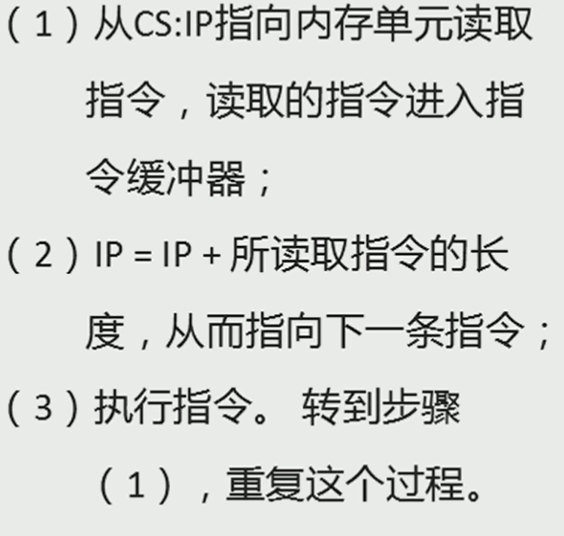 （1）从CS:IP指向内存单元读取
指令，读取的指令进入指
令缓冲器；
（2）IP = IP + 所读取指令的长
度，从而指向下一条指令；
（3）执行指令。 转到步骤
（1），重复这个过程。